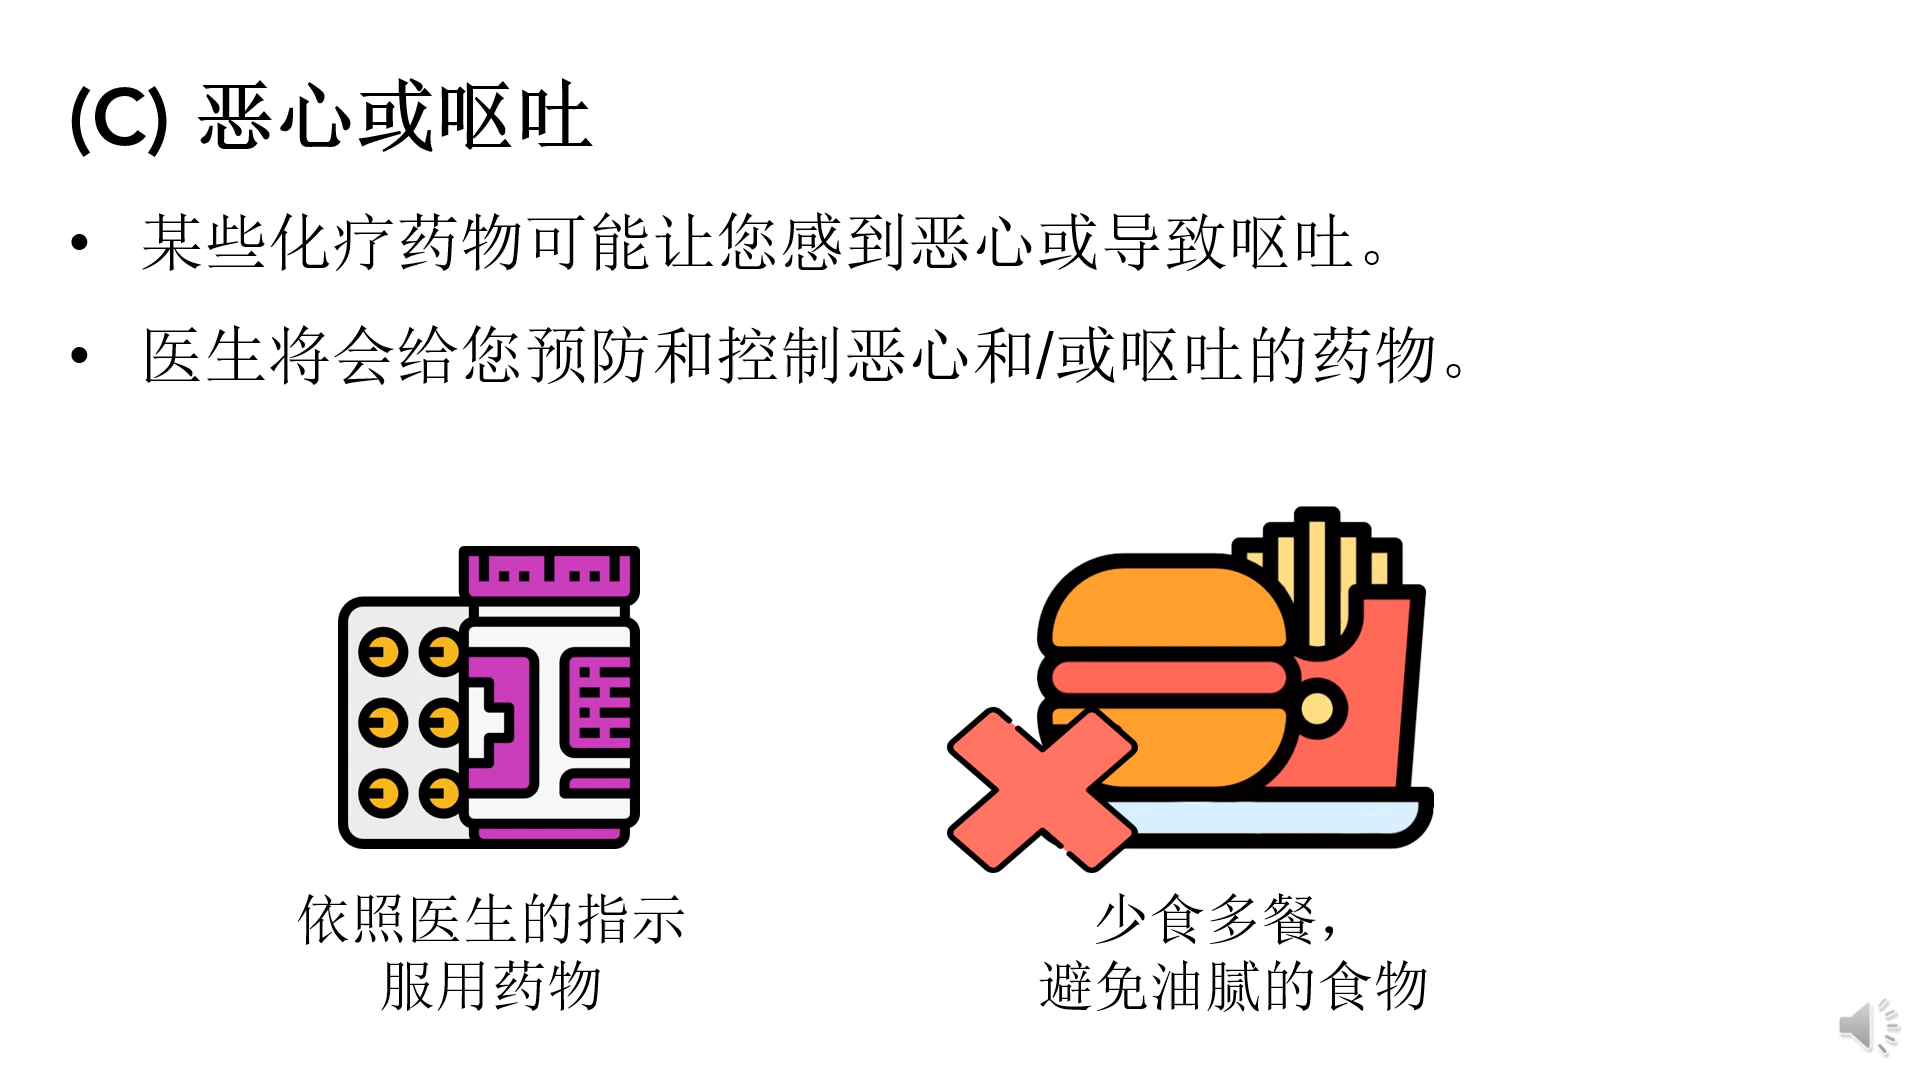 (C) 恶心或呕吐
• 某些化疗药物可能让您感到恶心或导致呕吐。
• 医生将会给您预防和控制恶心和/或呕吐的药物。
依照医生的指示
服用药物
少食多餐，
避免油腻的食物